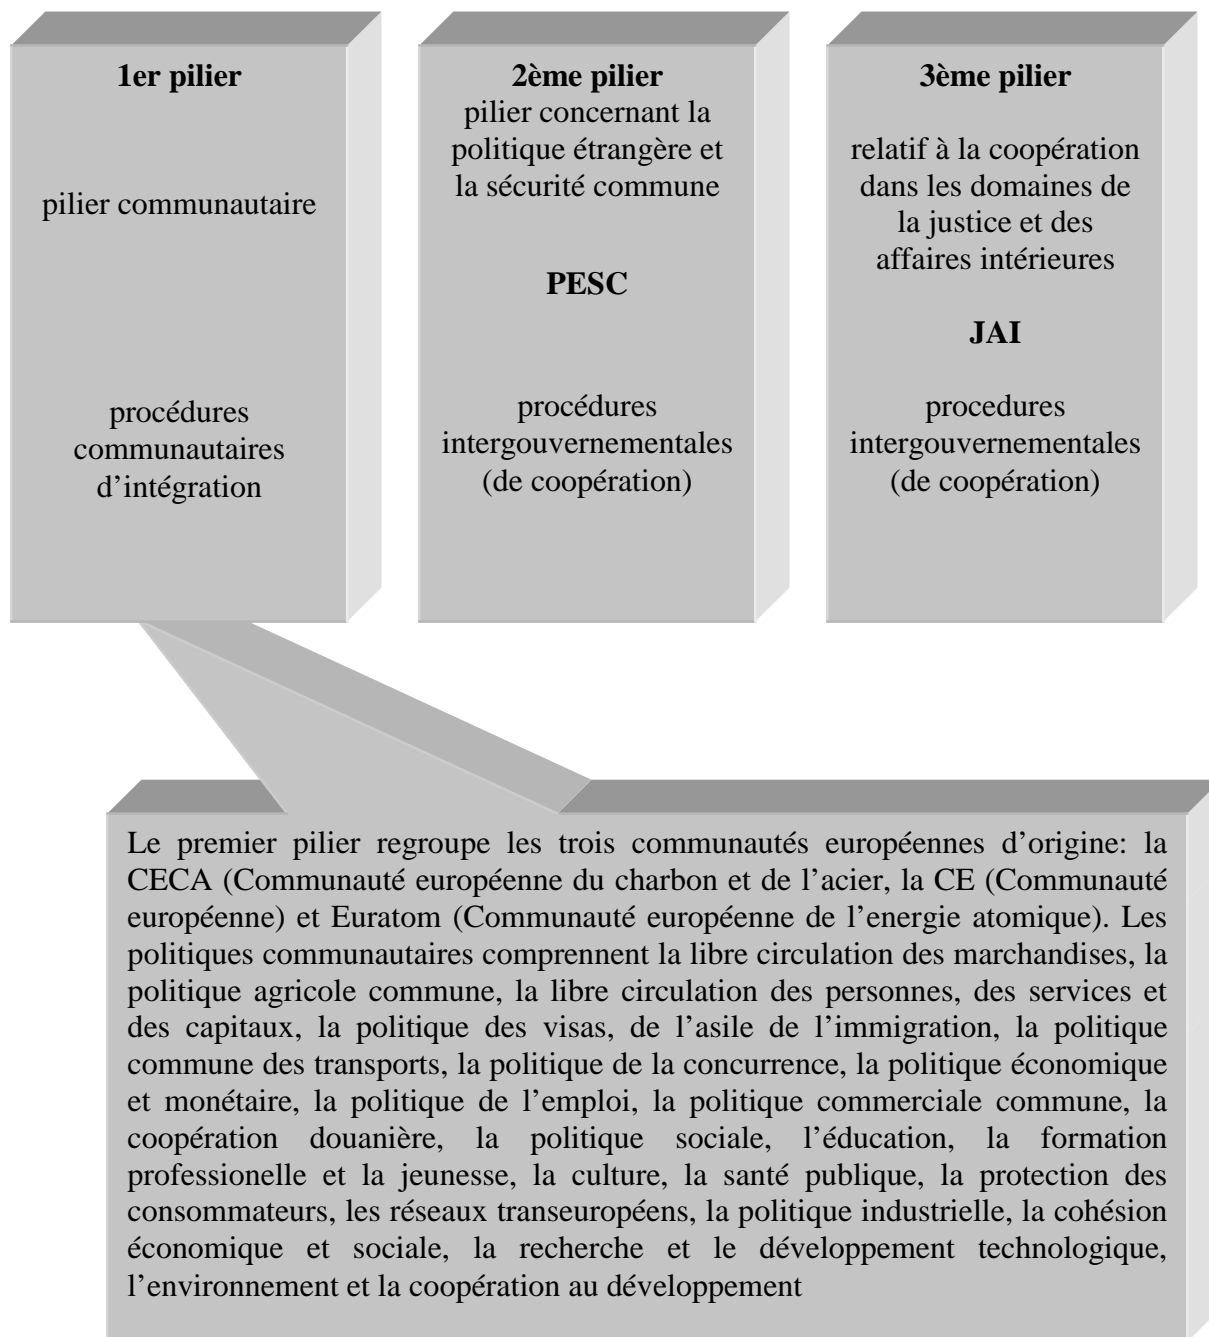 1er pilier
pilier communautaire
procédures
communautaires
d’intégration
2ème pilier
pilier concernant la
politique étrangère et
la sécurité commune
PESC
procédures
intergouvernementales
(de coopération)
3ème pilier
relatif à la coopération
dans les domaines de
la justice et des
affaires intérieures
JAI
procedures
intergouvernementales
(de coopération)
Le premier pilier regroupe les trois communautés européennes d’origine: la
CECA (Communauté européenne du charbon et de l’acier, la CE (Communauté
européenne) et Euratom (Communauté européenne de l’energie atomique). Les
politiques communautaires comprennent la libre circulation des marchandises, la
politique agricole commune, la libre circulation des personnes, des services et
des capitaux, la politique des visas, de l’asile de l’immigration, la politique
commune des transports, la politique de la concurrence, la politique économique
et monétaire, la politique de l’emploi, la politique commerciale commune, la
coopération douanière, la politique sociale, l’éducation, la formation
professionelle et la jeunesse, la culture, la santé publique, la protection des
consommateurs, les réseaux transeuropéens, la politique industrielle, la cohésion
économique et sociale, la recherche et le développement technologique,
l’environnement et la coopération au développement